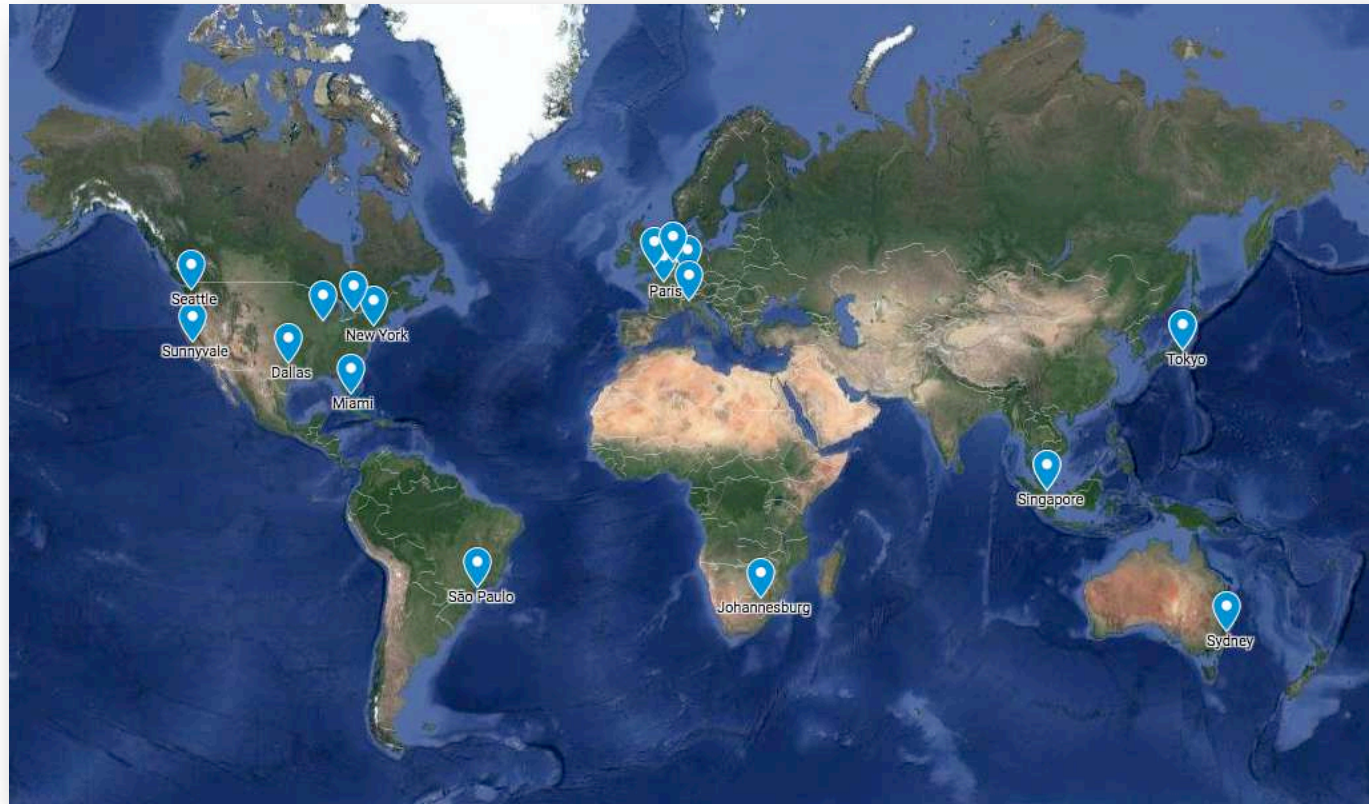 Seattle
Paris
New York
Sunnyvale
Tokyo
Dallas
Miami
Singapore
São Paulo
Johannesburg
Sydney